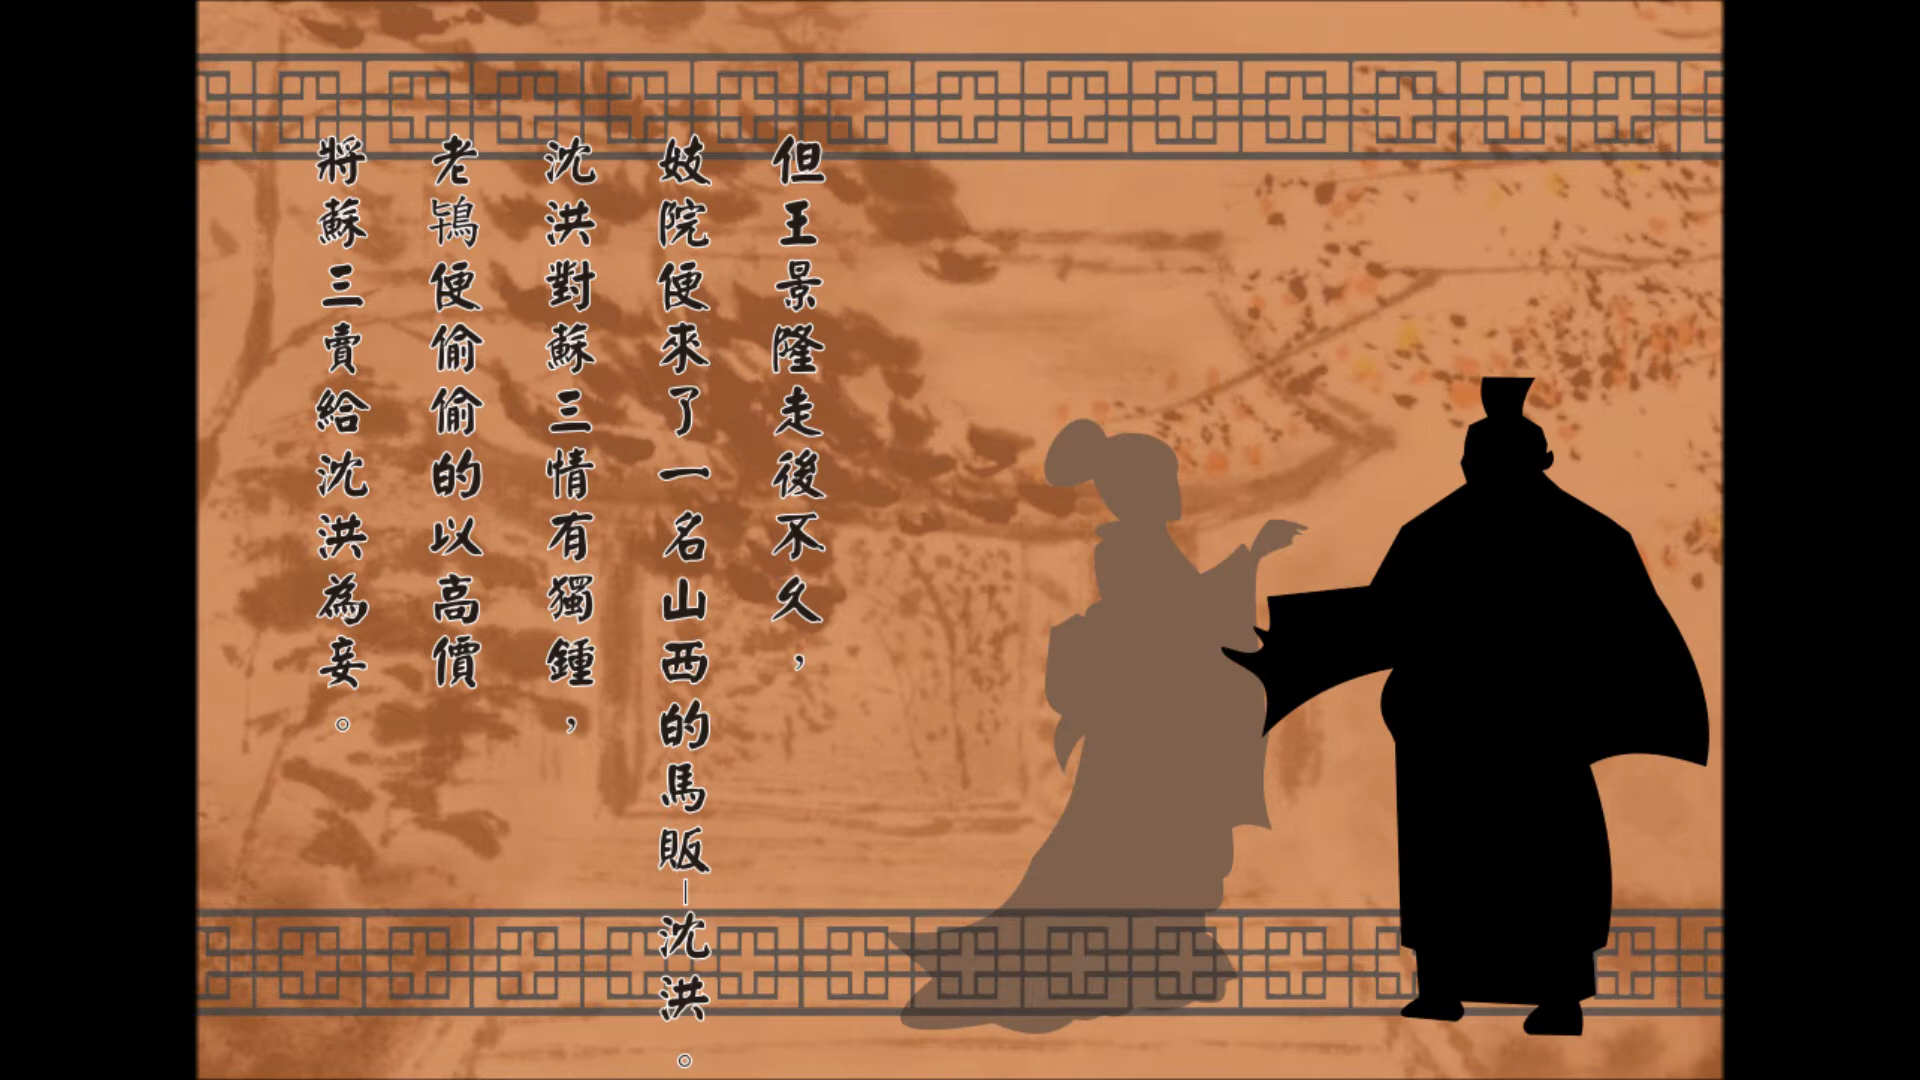 但王景隆走後不久，
妓院便來了一名山西的馬販–沈洪。
沈洪對蘇三情有獨鍾，
老鴇便偷偷的以高價
將蘇三賣給沈洪為妾。